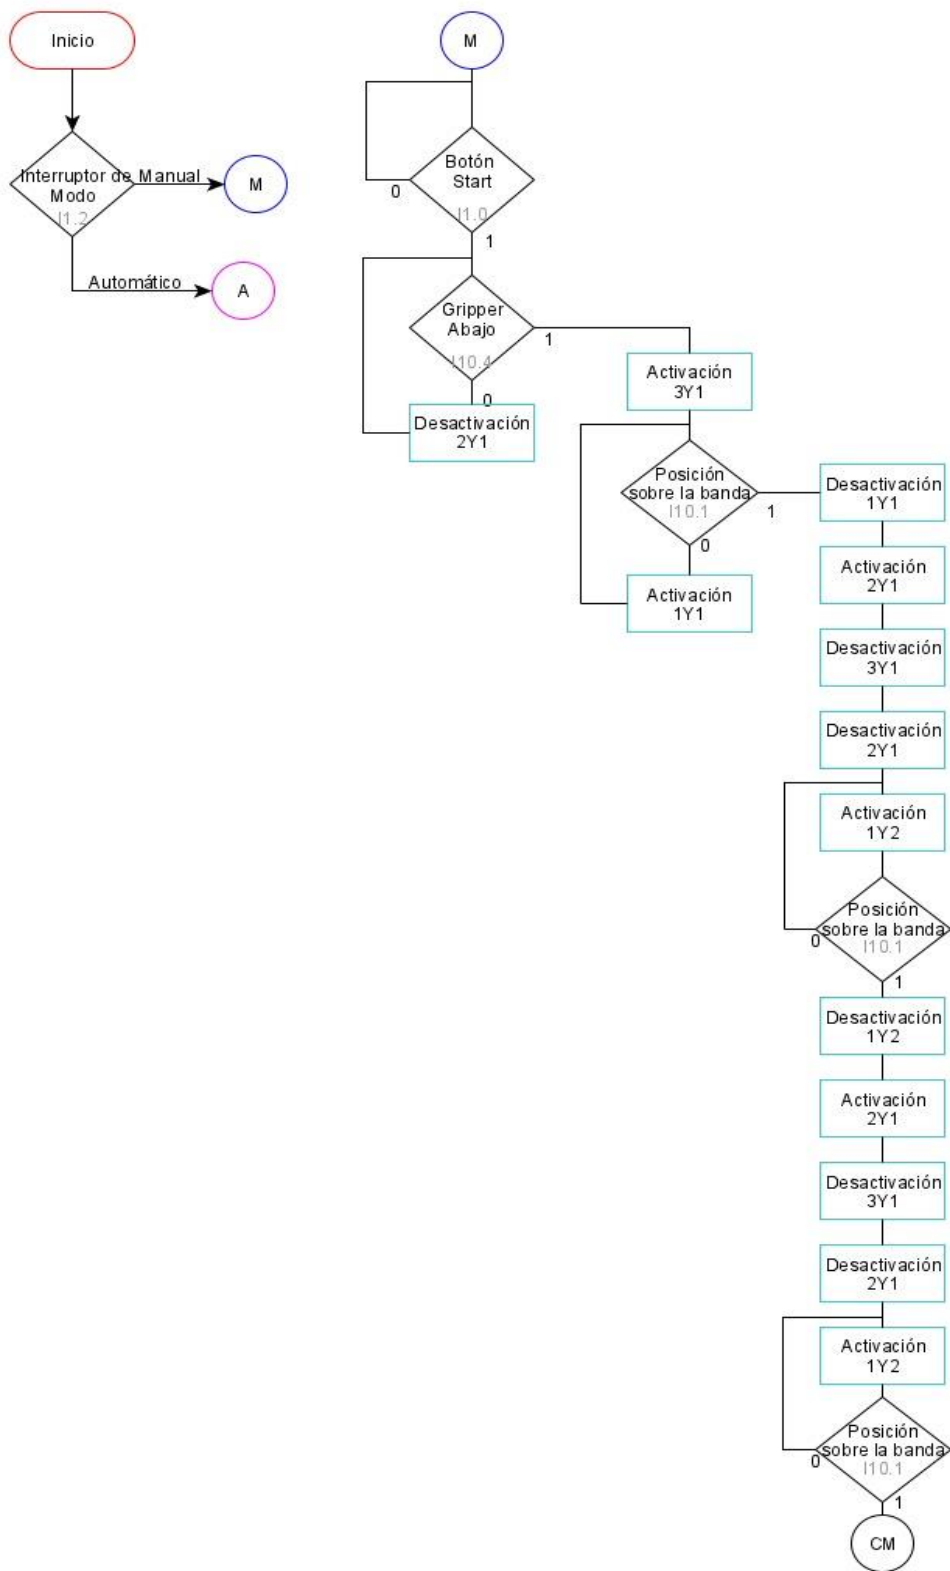 Inicio
Interruptor de Manual
Modo
I1.2
M
Automático
A
M
Botón
Start
I1.0
0
1
Gripper
Abajo
I10.4
1
0
Desactivación
2Y1
Activación
3Y1
Posición
sobre la banda
I10.1
1
0
Activación
1Y1
Desactivación
1Y1
Activación
2Y1
Desactivación
3Y1
Desactivación
2Y1
Activación
1Y2
Posición
sobre la banda
I10.1
0
1
Desactivación
1Y2
Activación
2Y1
Desactivación
3Y1
Desactivación
2Y1
Activación
1Y2
Posición
sobre la banda
I10.1
0
1
CM